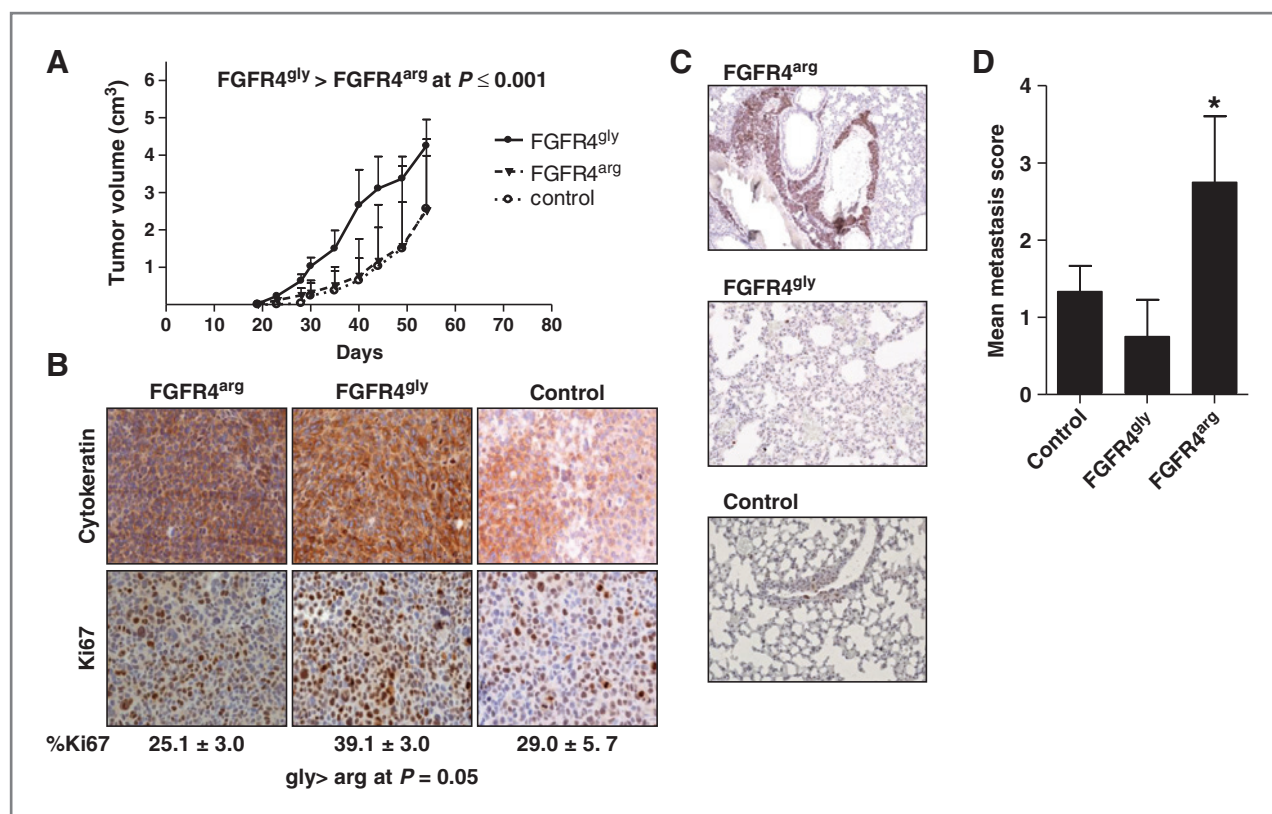 A
FGFR4gly > FGFR4arg at P ≤ 0.001
Tumor volume (cm3)
6
5
4
3
2
1
FGFR4gly
FGFR4arg
control
0 10 20 30 40 50 60 70 80
Days
B
FGFR4arg FGFR4gly Control
Cytokeratin
Ki67
%Ki67 25.1 ± 3.0 39.1 ± 3.0 29.0 ± 5. 7
gly> arg at P = 0.05
C
FGFR4arg
FGFR4gly
Control
D
Mean metastasis score
4
3
2
1
0
*
Control FGFR4gly FGFR4arg